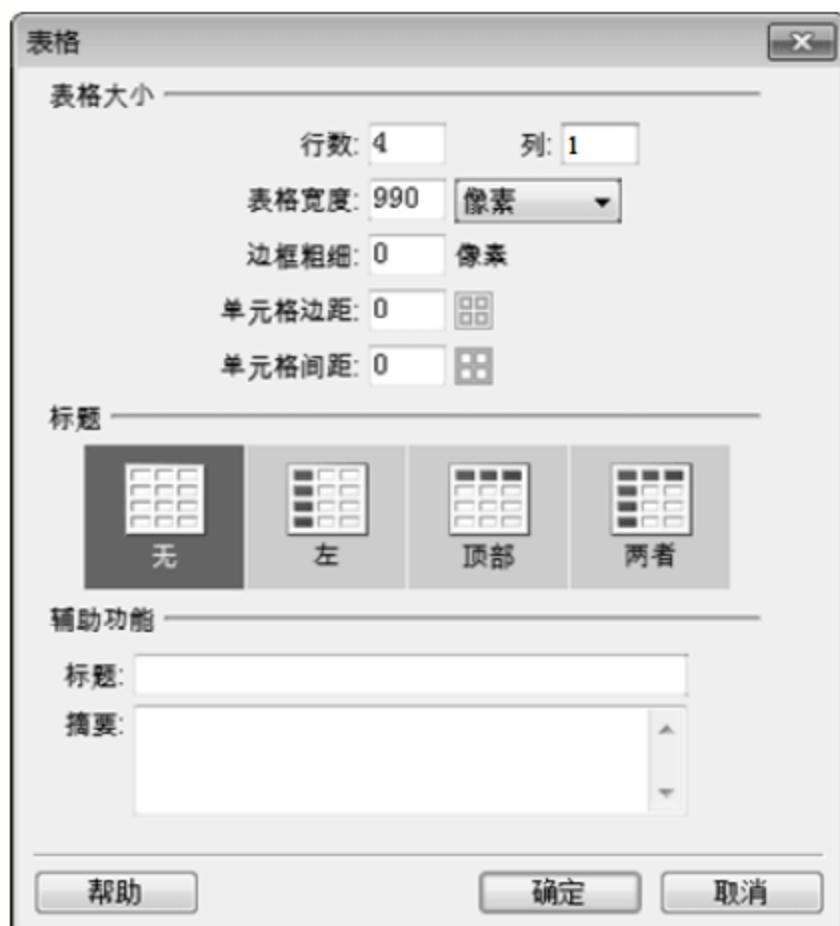 表格
表格大小
行数: 4 列: 1
表格宽度: 990 像素
边框粗细: 0 像素
单元格边距: 0
单元格间距: 0
标题
无 左 顶部 两者
辅助功能
标题:
摘要:
帮助 确定 取消